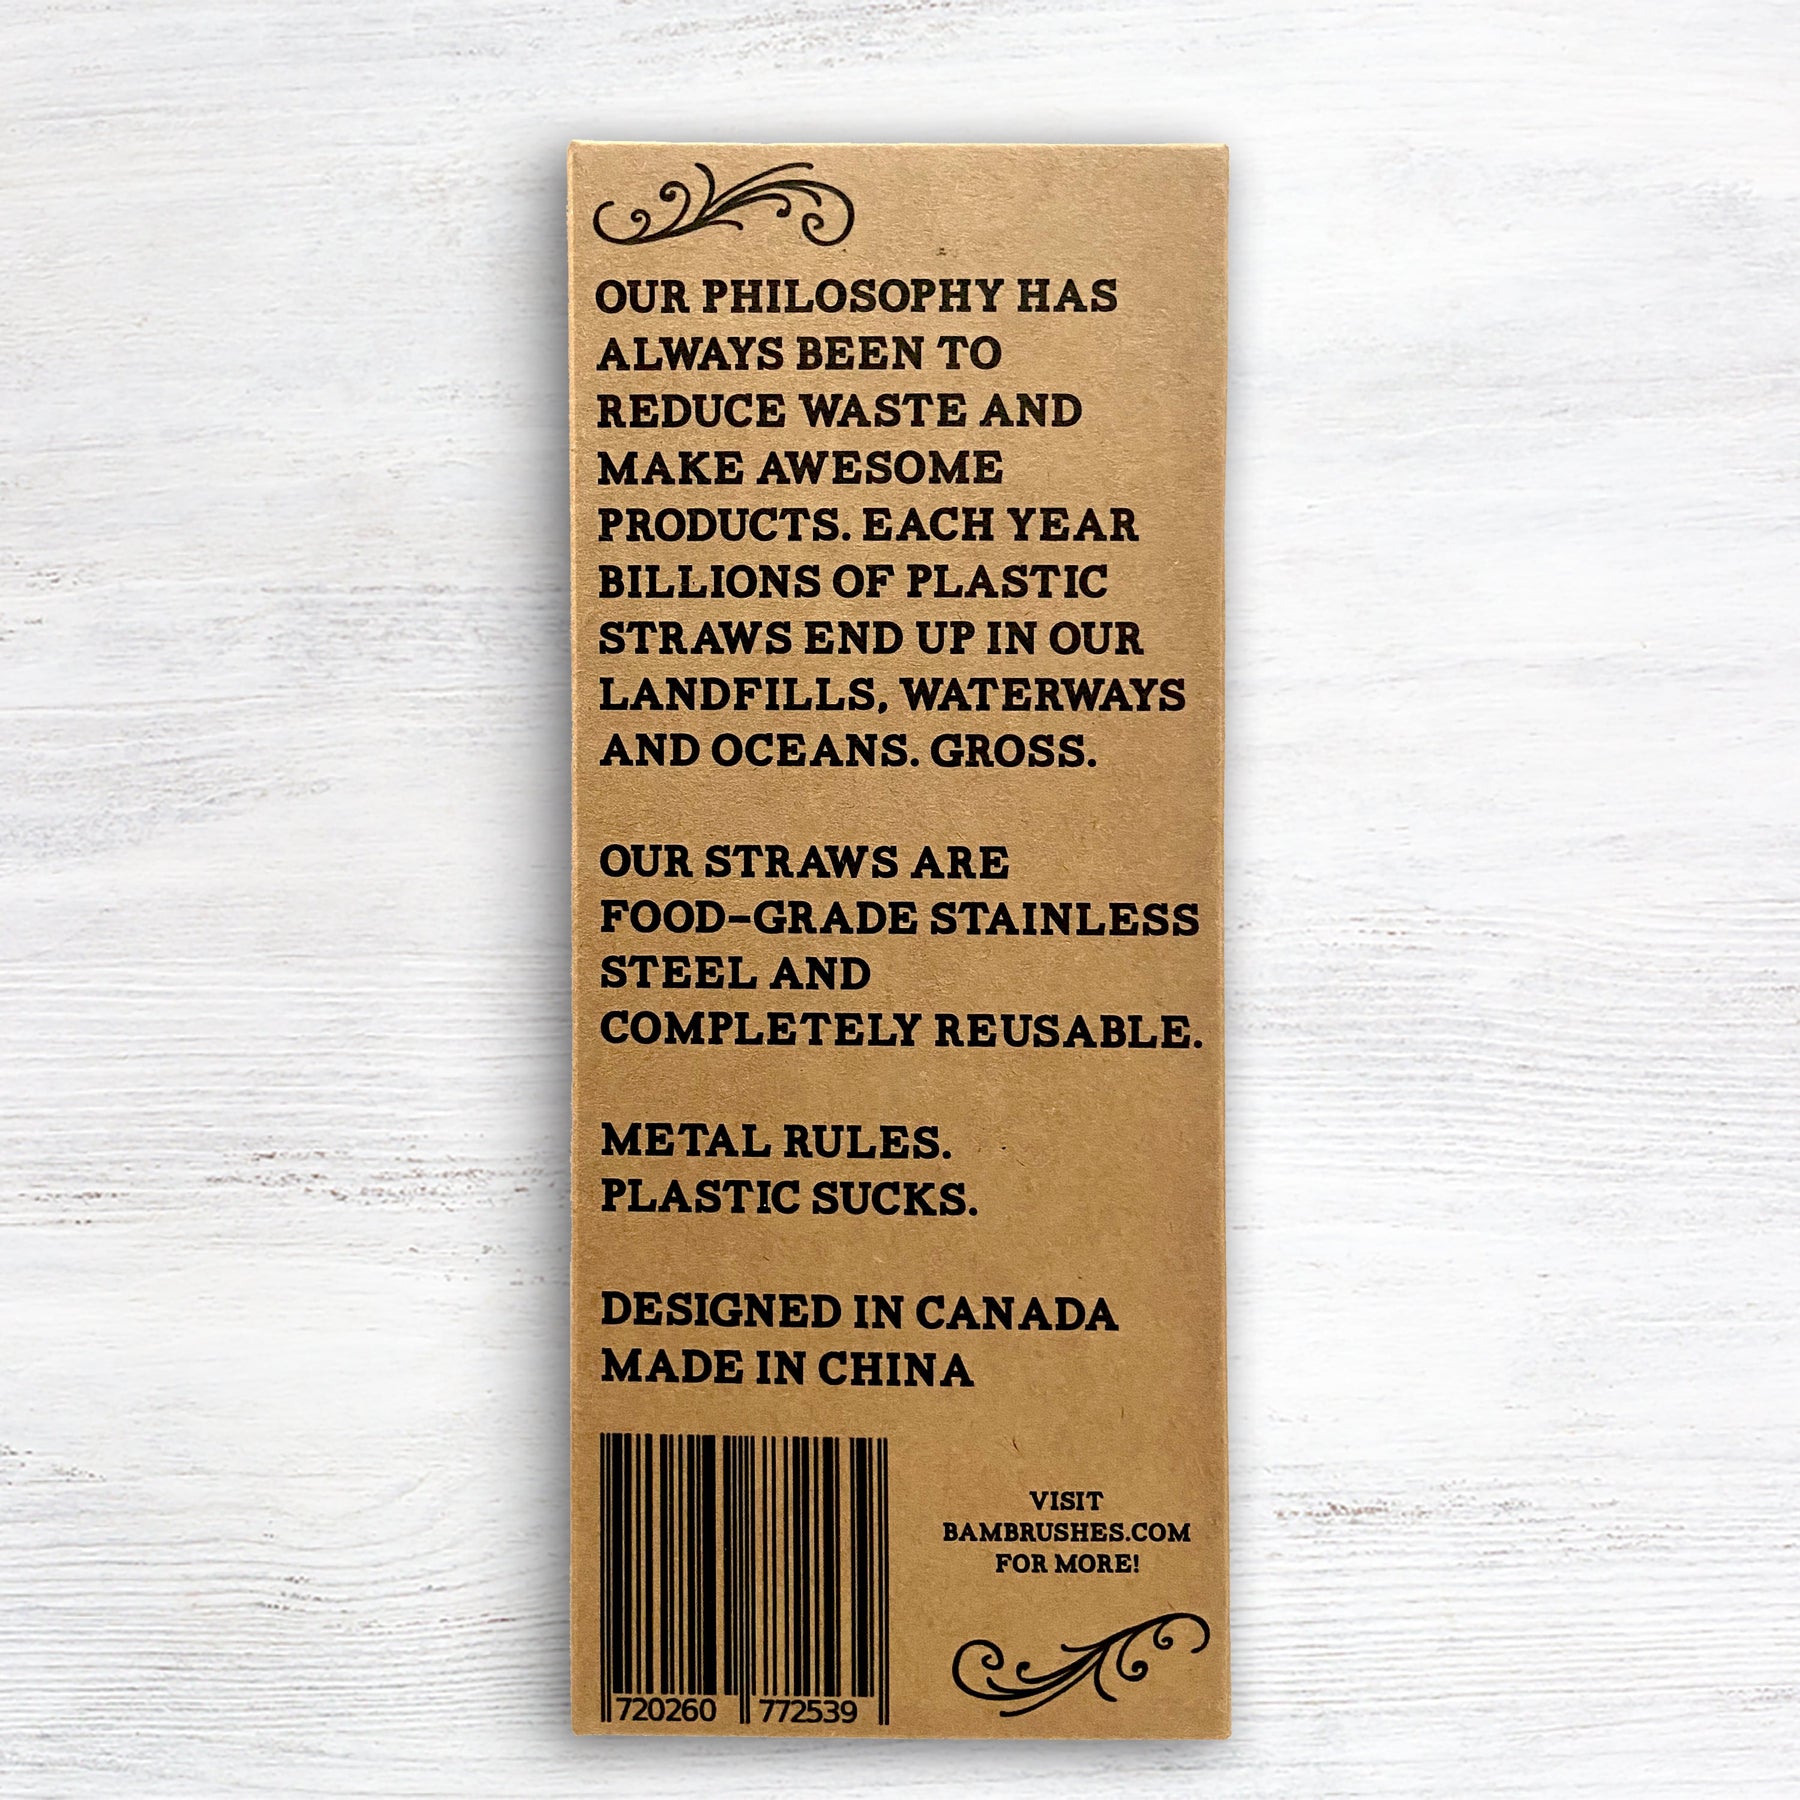 OUR PHILOSOPHY HAS
ALWAYS BEEN TO
REDUCE WASTE AND
MAKE AWESOME
PRODUCTS. EACH YEAR
BILLIONS OF PLASTIC
STRAWS END UP IN OUR
LANDFILLS, WATERWAYS
AND OCEANS. GROSS.
OUR STRAWS ARE
FOOD-GRADE STAINLESS
STEEL AND
COMPLETELY REUSABLE.
METAL RULES.
PLASTIC SUCKS.
DESIGNED IN CANADA
MADE IN CHINA
VISIT
BAMBRUSHES.COM
FOR MORE!
720260 772539